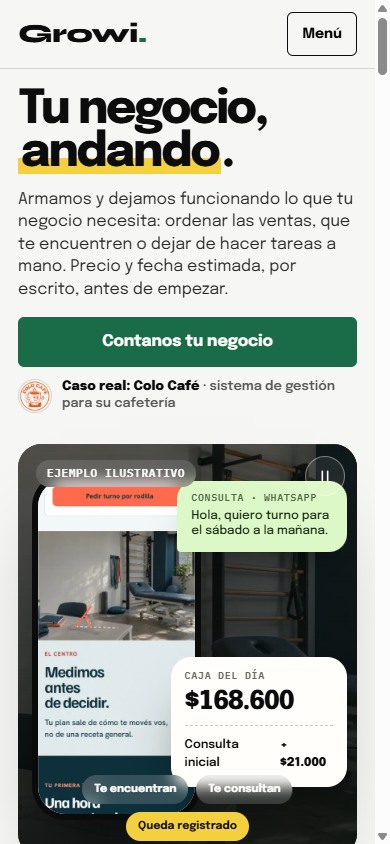 Growi.
Menú
Tu negocio,
andando.
Armamos y dejamos funcionando lo que tu
negocio necesita: ordenar las ventas, que
te encuentren o dejar de hacer tareas a
mano. Precio y fecha estimada, por
escrito, antes de empezar.
Contanos tu negocio
COLO CAFÉ
Caso real: Colo Café · sistema de gestión
para su cafetería
EJEMPLO ILUSTRATIVO
Pedir turno por rodilla
CONSULTA · WHATSAPP
Hola, quiero turno para
el sábado a la mañana.
EL CENTRO
Medimos
antes
de decidir.
Tu plan sale de cómo te movés vos,
no de una receta general.
CAJA DEL DÍA
$168.600
Consulta
inicial
+
$21.000
TU PRIMERA
Una hora
Te encuentran
Te consultan
Queda registrado